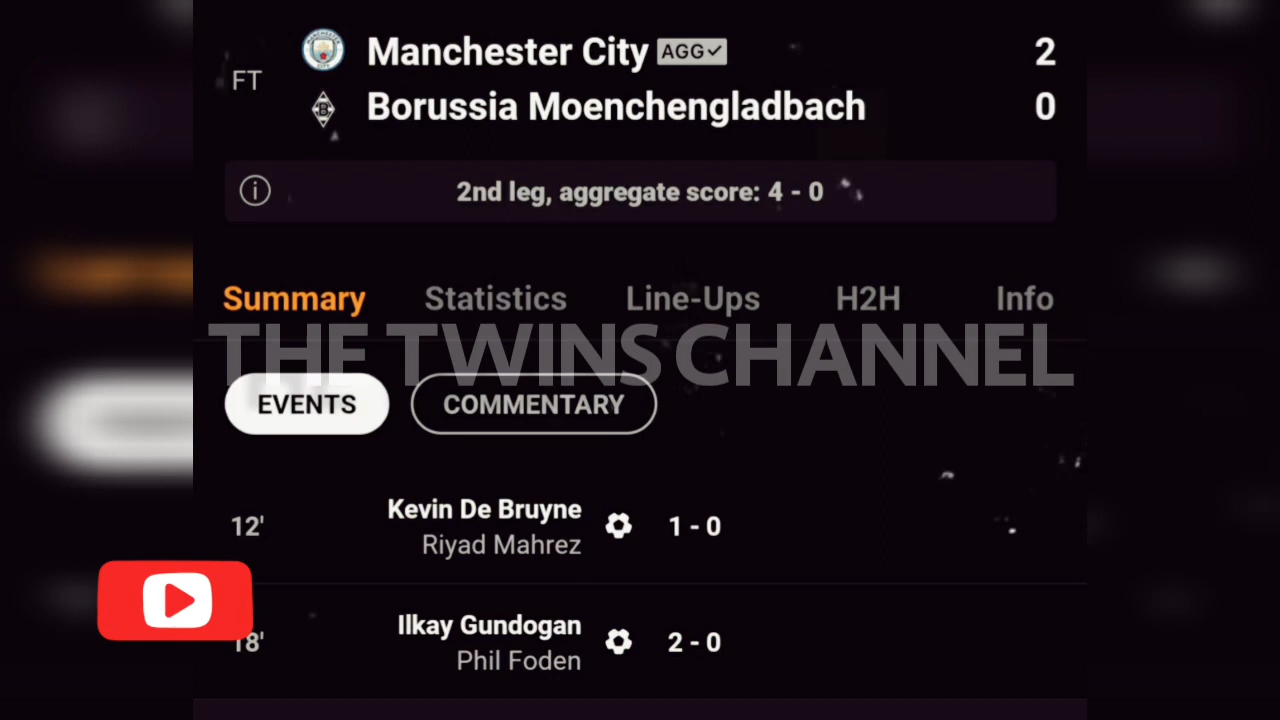 Manchester City AGG✓ 2
FT
Borussia Moenchengladbach 0
2nd leg, aggregate score: 4 - 0
Summary Statistics Line-Ups H2H Info
THE TWINS CHANNEL
EVENTS COMMENTARY
Kevin De Bruyne
12' 1 - 0
Riyad Mahrez
Ilkay Gundogan
18' 2 - 0
Phil Foden